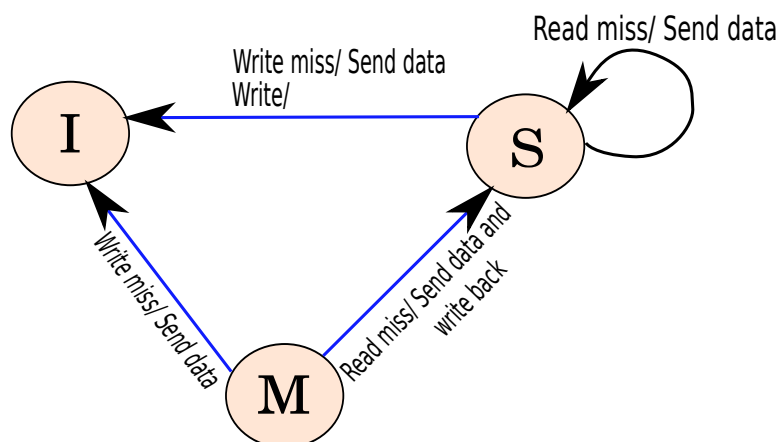 Read miss/ Send data
Write miss/ Send data
Write/
I
S
Write miss/ Send data
Read miss/ Send data and
write back
M